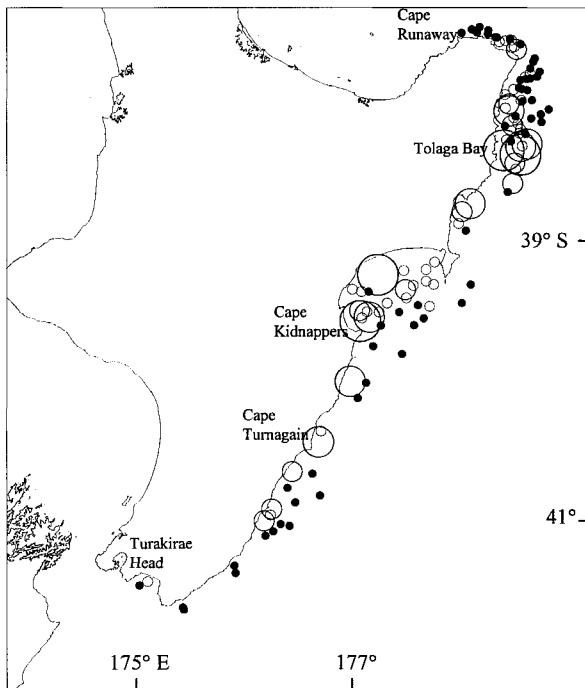 Cape
Runaway
Tolaga Bay
39° S
Cape
Kidnappers
Cape
Turnagain
41°
Turakirae
Head
175° E
177°